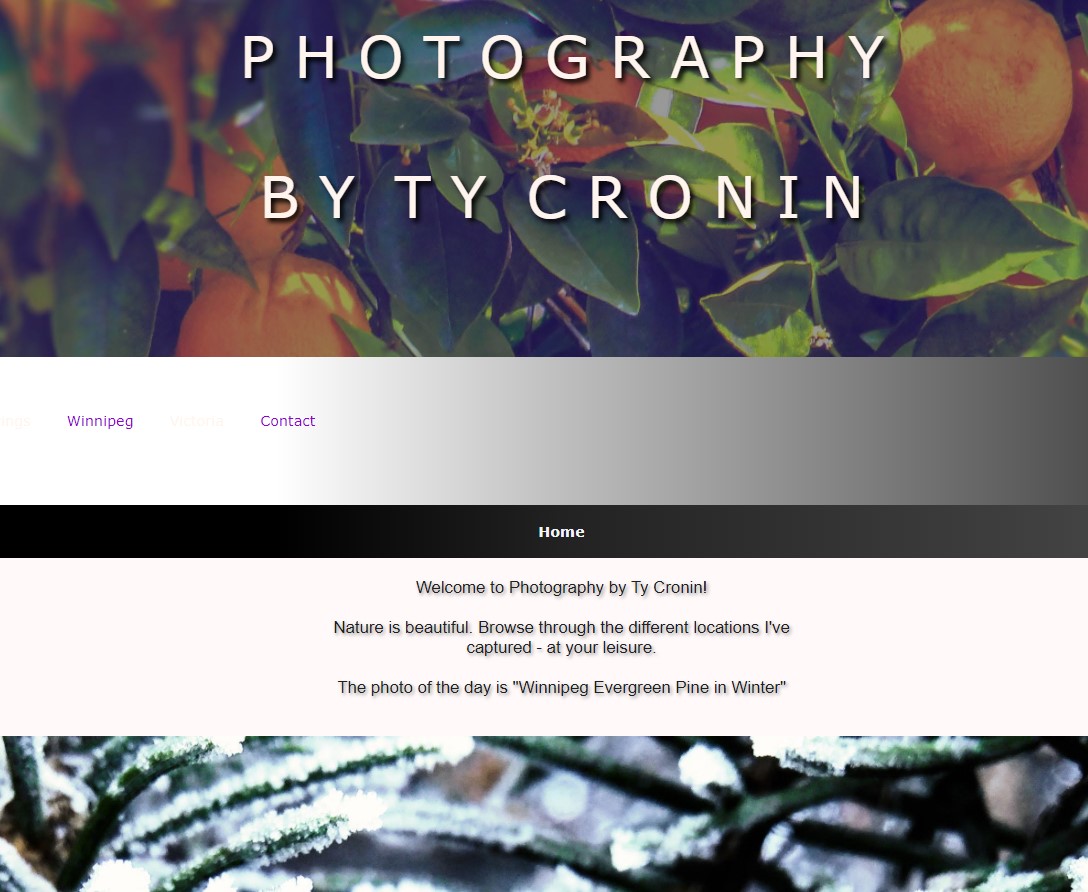 PHOTOGRAPHY
BY TY CRONIN
Winnipeg Victoria Contact
Home
Welcome to Photography by Ty Cronin!
Nature is beautiful. Browse through the different locations I've
captured - at your leisure.
The photo of the day is "Winnipeg Evergreen Pine in Winter"